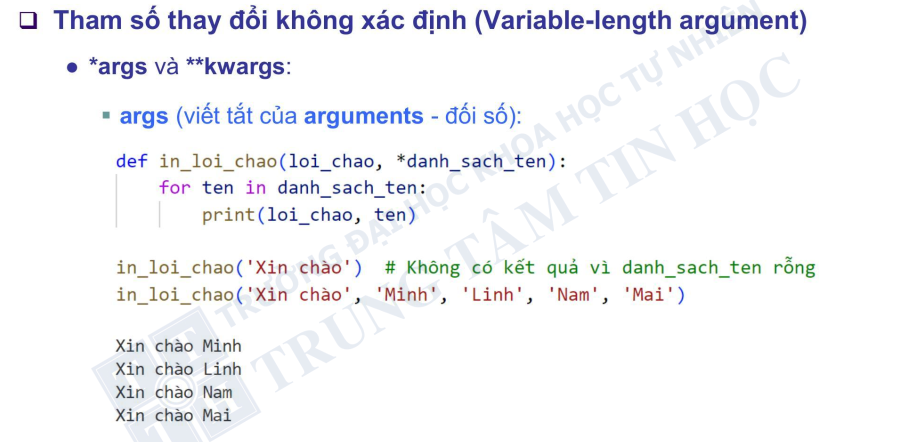 Tham số thay đổi không xác định (Variable-length argument)
*args và **kwargs:
args (viết tắt của arguments - đối số):
def in_loi_chao(loi_chao, *danh_sach_ten):
    for ten in danh_sach_ten:
        print(loi_chao, ten)
in_loi_chao('Xin chào')  # Không có kết quả vì danh_sach_ten rỗng
in_loi_chao('Xin chào', 'Minh', 'Linh', 'Nam', 'Mai')
Xin chào Minh
Xin chào Linh
Xin chào Nam
Xin chào Mai
TRƯỜNG ĐẠI HỌC KHOA HỌC TỰ NHIÊN
TRUNG TÂM TIN HỌC